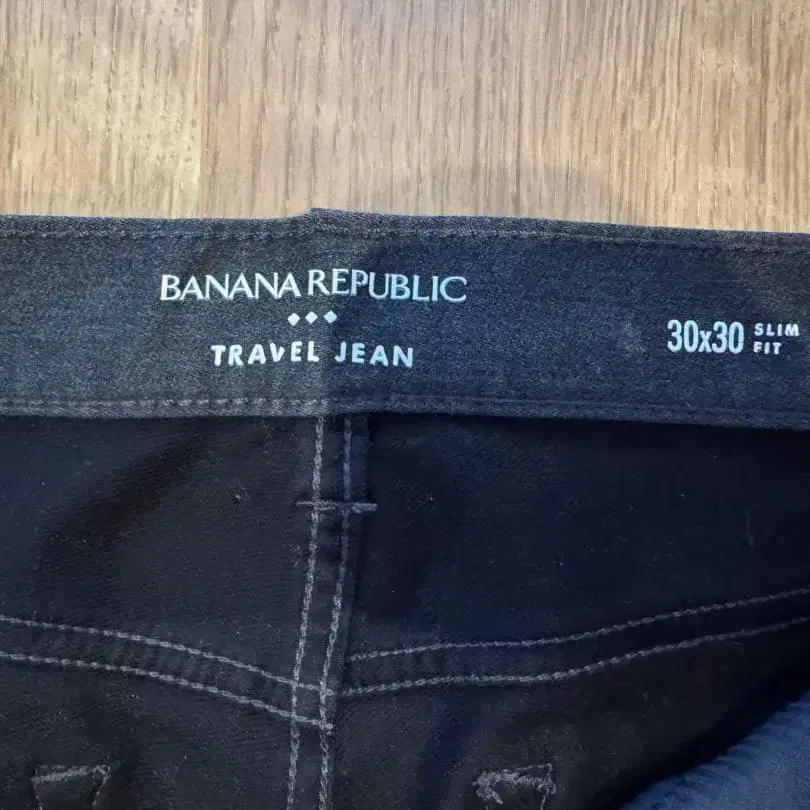 BANANA REPUBLIC
TRAVEL JEAN
30x30 SLIM
FIT